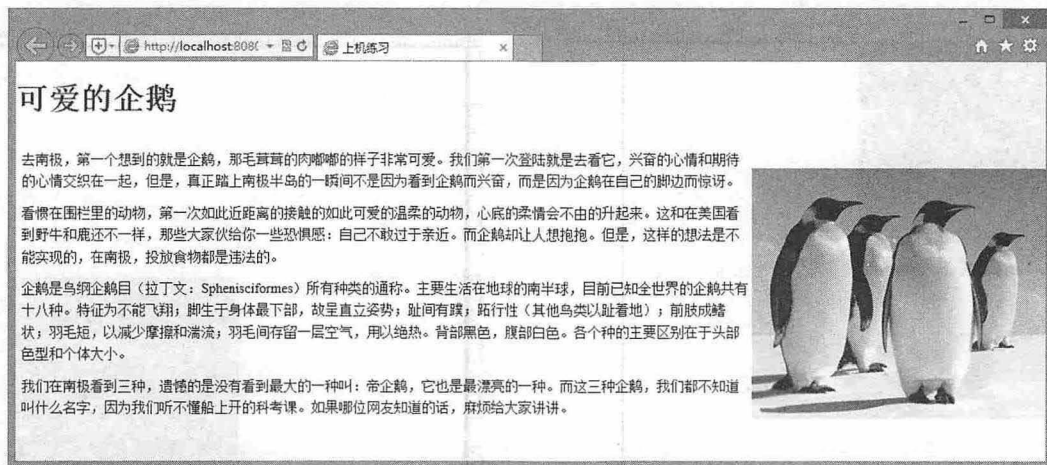 http://localhost:808(
上机练习
可爱的企鹅
去南极，第一个想到的就是企鹅，那毛茸茸的肉嘟嘟的样子非常可爱。我们第一次登陆就是去看它，兴奋的心情和期待
的心情交织在一起，但是，真正踏上南极半岛的一瞬间不是因为看到企鹅而兴奋，而是因为企鹅在自己的脚边而惊讶。
看惯在围栏里的动物，第一次如此近距离的接触的如此可爱的温柔的动物，心底的柔情会不由的升起来。这和在美国看
到野牛和鹿还不一样，那些大家伙给你一些恐惧感：自己不敢过于亲近。而企鹅却让人想抱抱。但是，这样的想法是不
能实现的，在南极，投放食物都是违法的。
企鹅是鸟纲企鹅目（拉丁文：Sphenisciformes）所有种类的通称。主要生活在地球的南半球，目前已知全世界的企鹅共有
十八种。特征为不能飞翔；脚生于身体最下部，故呈直立姿势；趾间有蹼；跖行性（其他鸟类以趾着地）；前肢成鳍
状；羽毛短，以减少摩擦和湍流；羽毛间存留一层空气，用以绝热。背部黑色，腹部白色。各个种的主要区别在于头部
色型和个体大小。
我们在南极看到三种，遗憾的是没有看到最大的一种叫：帝企鹅，它也是最漂亮的一种。而这三种企鹅，我们都不知道
叫什么名字，因为我们听不懂船上开的科考课。如果哪位网友知道的话，麻烦给大家讲讲。